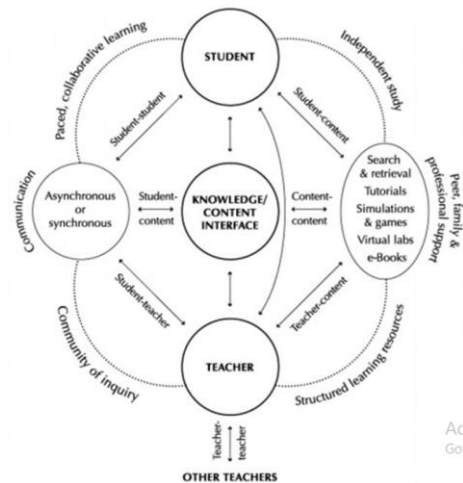 STUDENT
Paced, collaborative learning
Independent study
Student-student
Student-content
Communication
Asynchronous
or
synchronous
Student-
content
KNOWLEDGE/
CONTENT
INTERFACE
Content-
content
Search
& retrieval
Tutorials
Simulations
& games
Virtual labs
e-Books
Peer, family &
professional support
Student-teacher
Teacher-content
Community of inquiry
TEACHER
Structured learning resources
Teacher-
teacher
OTHER TEACHERS
Go